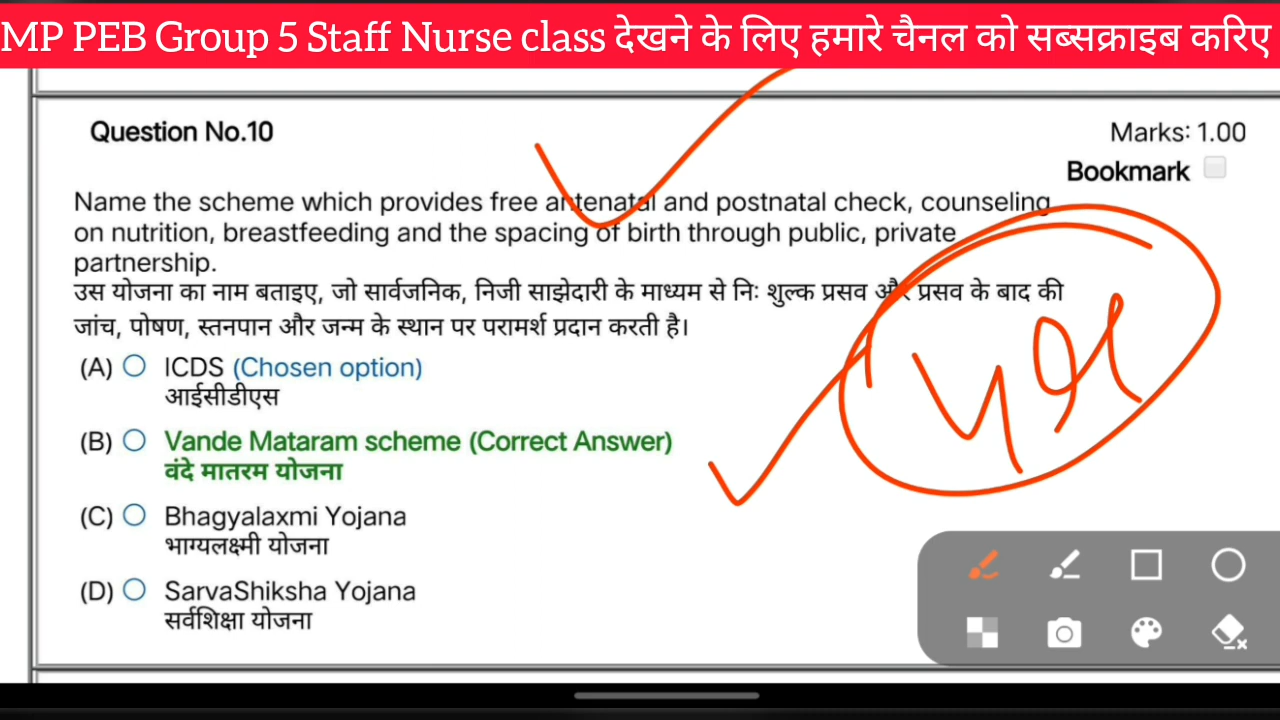 MP PEB Group 5 Staff Nurse class देखने के लिए हमारे चैनल को सब्सक्राइब करिए
Question No.10
Marks: 1.00
Bookmark
Name the scheme which provides free antenatal and postnatal check, counseling
on nutrition, breastfeeding and the spacing of birth through public, private
partnership.
उस योजना का नाम बताइए, जो सार्वजनिक, निजी साझेदारी के माध्यम से निः शुल्क प्रसव और प्रसव के बाद की
जांच, पोषण, स्तनपान और जन्म के स्थान पर परामर्श प्रदान करती है।
(A) ICDS (Chosen option)
आईसीडीएस
(B) Vande Mataram scheme (Correct Answer)
वंदे मातरम योजना
(C) Bhagyalaxmi Yojana
भाग्यलक्ष्मी योजना
(D) SarvaShiksha Yojana
सर्वशिक्षा योजना